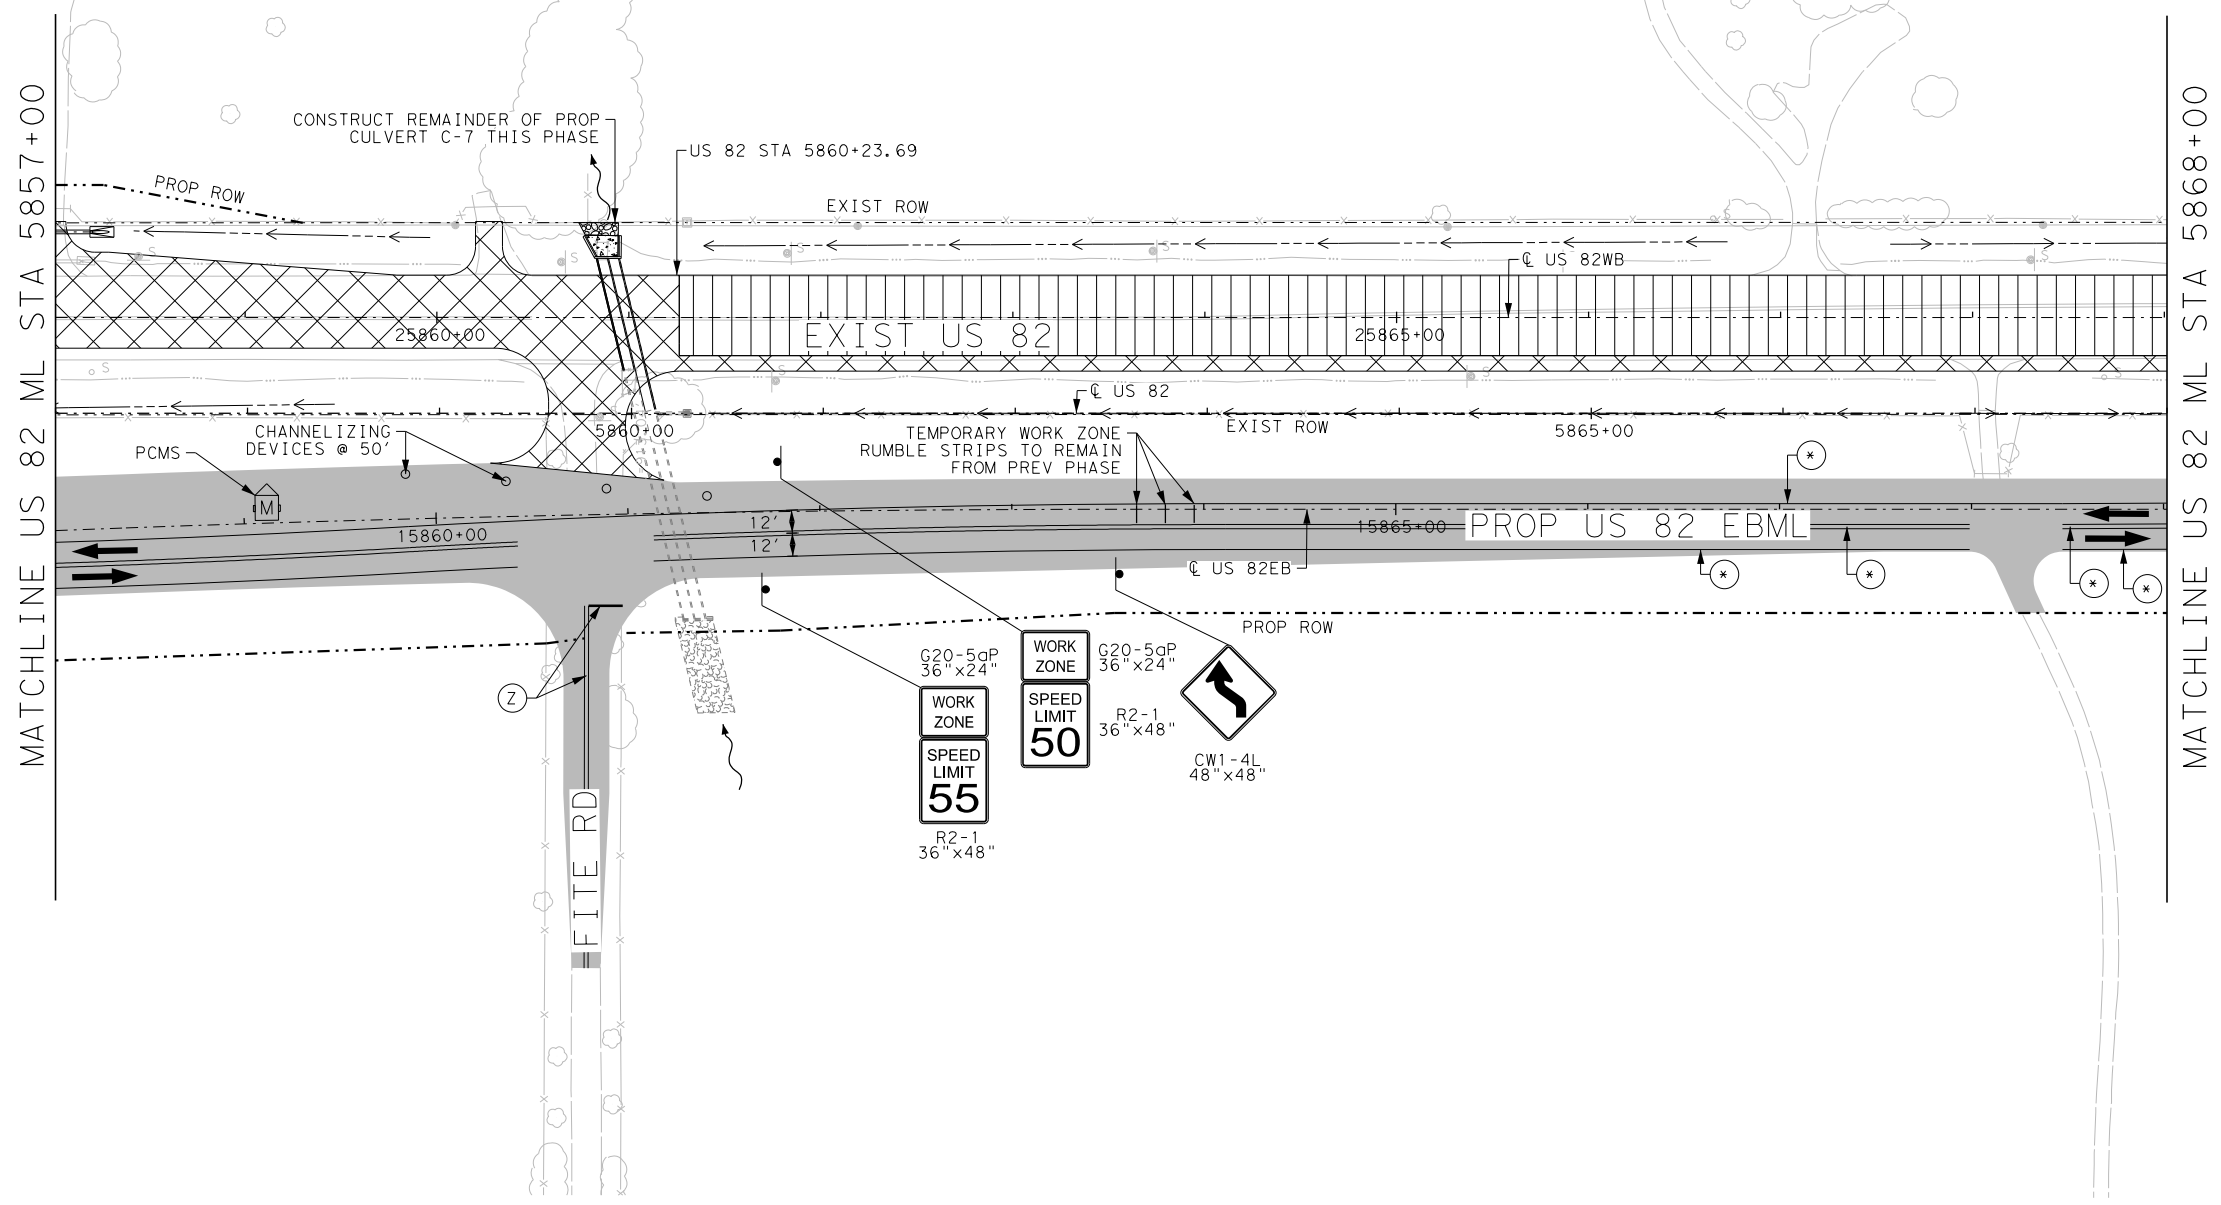 MATCHLINE US 82 ML STA 5857+00
MATCHLINE US 82 ML STA 5868+00
CONSTRUCT REMAINDER OF PROP
CULVERT C-7 THIS PHASE
US 82 STA 5860+23.69
PROP ROW
EXIST ROW
S
S
S
S
S
S
℄ US 82WB
25860+00
EXIST US 82
25865+00
S
S
S
S
℄ US 82
CHANNELIZING
DEVICES @ 50'
PCMS
5860+00
TEMPORARY WORK ZONE
RUMBLE STRIPS TO REMAIN
FROM PREV PHASE
EXIST ROW
5865+00
*
M
12'
12'
15860+00
15865+00
PROP US 82 EBML
℄ US 82EB
*
*
*
*
PROP ROW
Z
G20-5aP
36"x24"
WORK
ZONE
SPEED
LIMIT
55
R2-1
36"x48"
WORK
ZONE
SPEED
LIMIT
50
G20-5aP
36"x24"
R2-1
36"x48"
CW1-4L
48"x48"
FITE RD